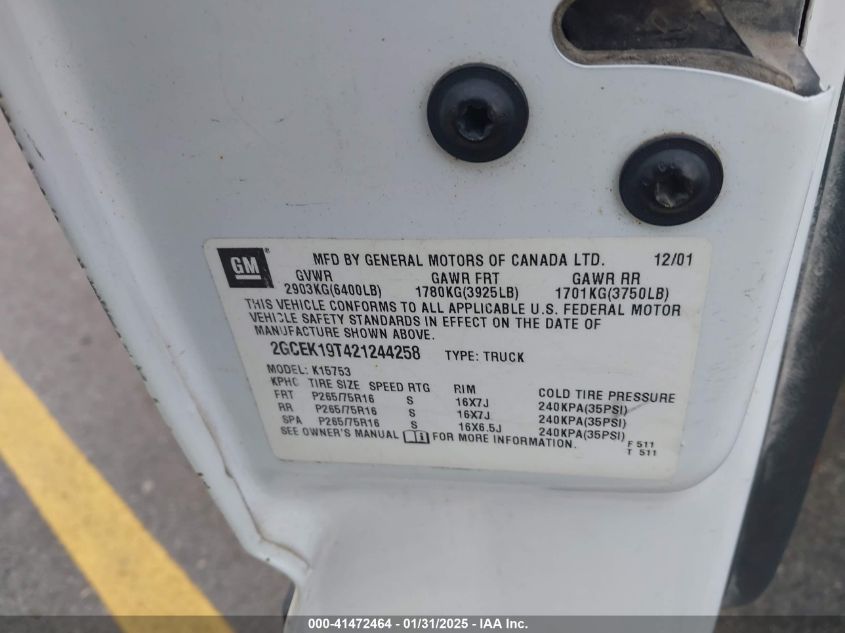 GM
MFD BY GENERAL MOTORS OF CANADA LTD. 12/01
GVWR GAWR FRT GAWR RR
2903KG(6400LB) 1780KG(3925LB) 1701KG(3750LB)
THIS VEHICLE CONFORMS TO ALL APPLICABLE U.S. FEDERAL MOTOR
VEHICLE SAFETY STANDARDS IN EFFECT ON THE DATE OF
MANUFACTURE SHOWN ABOVE.
2GCEK19T421244258 TYPE: TRUCK
MODEL: K15753
KPHC TIRE SIZE SPEED RTG RIM COLD TIRE PRESSURE
FRT P265/75R16 S 16X7J 240KPA(35PSI)
RR P265/75R16 S 16X7J 240KPA(35PSI)
SPA P265/75R16 S 16X6.5J 240KPA(35PSI)
SEE OWNER'S MANUAL FOR MORE INFORMATION.
F 511
T 511
000-41472464 / 01/31/2025 - IAA Inc.